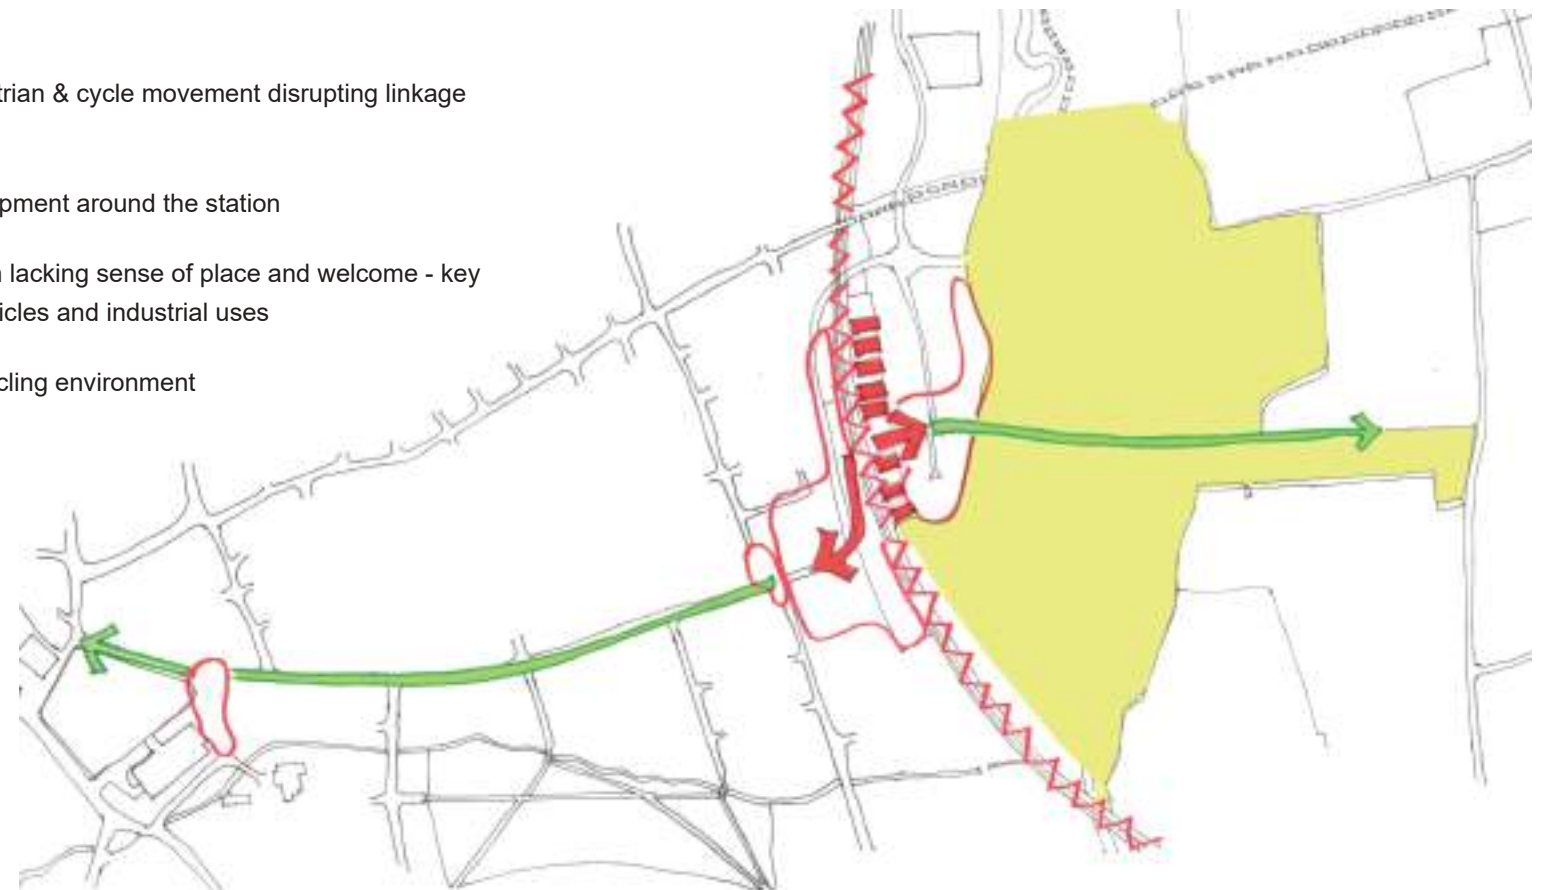 trian & cycle movement disrupting linkage
pment around the station
lacking sense of place and welcome - key
icles and industrial uses
cling environment